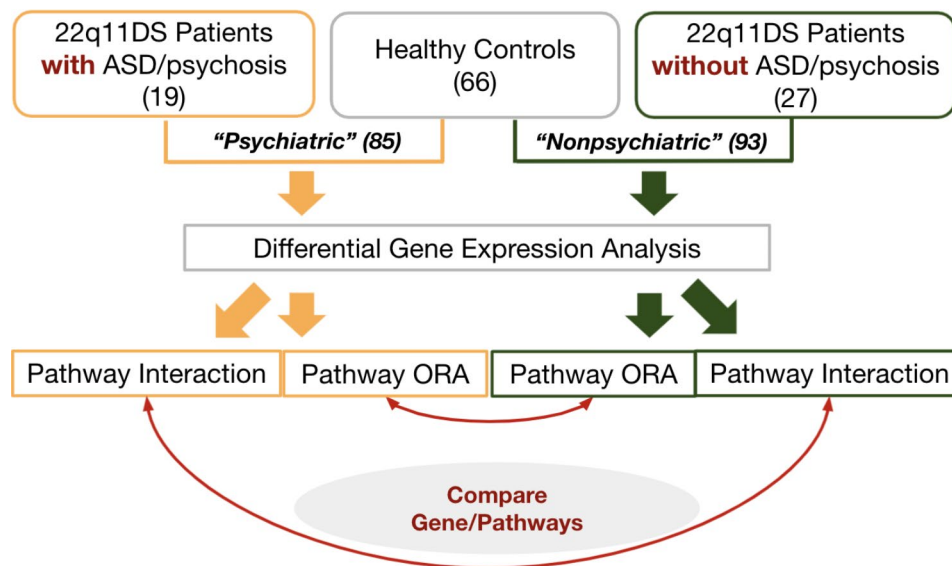 22q11DS Patients
with ASD/psychosis
(19)
Healthy Controls
(66)
22q11DS Patients
without ASD/psychosis
(27)
“Psychiatric” (85)
“Nonpsychiatric” (93)
Differential Gene Expression Analysis
Pathway Interaction
Pathway ORA
Pathway ORA
Pathway Interaction
Compare
Gene/Pathways